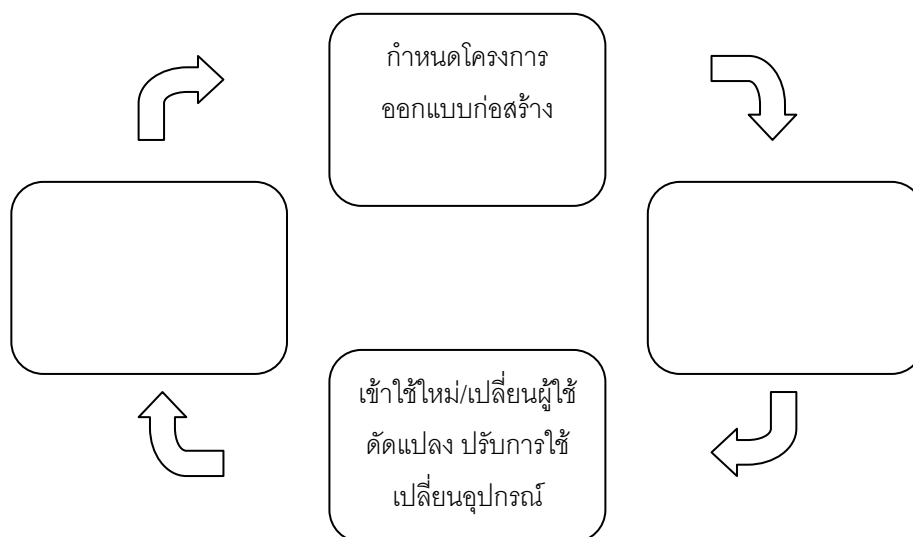 กำหนดโครงการ
ออกแบบก่อสร้าง
เข้าใช้ใหม่/เปลี่ยนผู้ใช้
ดัดแปลง ปรับการใช้
เปลี่ยนอุปกรณ์